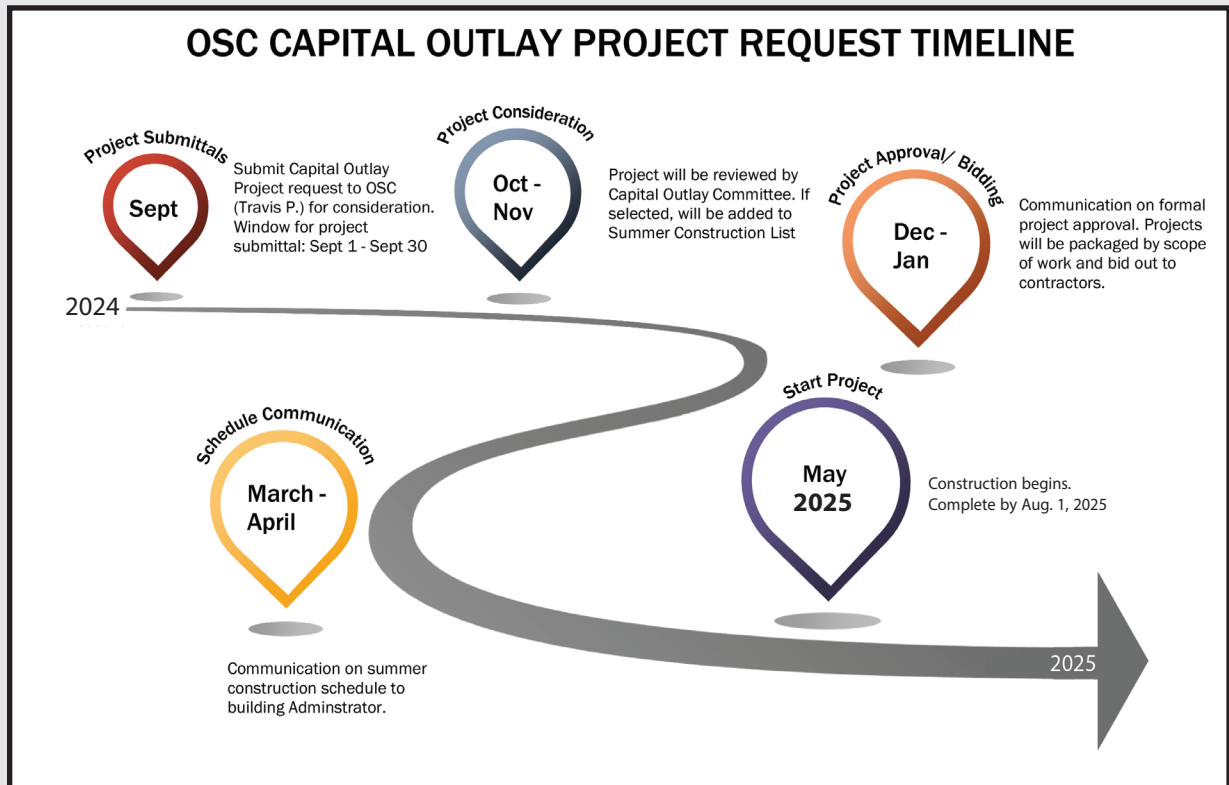 OSC CAPITAL OUTLAY PROJECT REQUEST TIMELINE
Project Submittals
Sept
Submit Capital Outlay
Project request to OSC
(Travis P.) for consideration.
Window for project
submittal: Sept 1 - Sept 30
Project Consideration
Oct -
Nov
Project will be reviewed by
Capital Outlay Committee. If
selected, will be added to
Summer Construction List
Project Approval/ Bidding
Dec -
Jan
Communication on formal
project approval. Projects
will be packaged by scope
of work and bid out to
contractors.
2024
Schedule Communication
March -
April
Communication on summer
construction schedule to
building Adminstrator.
Start Project
May
2025
Construction begins.
Complete by Aug. 1, 2025
2025